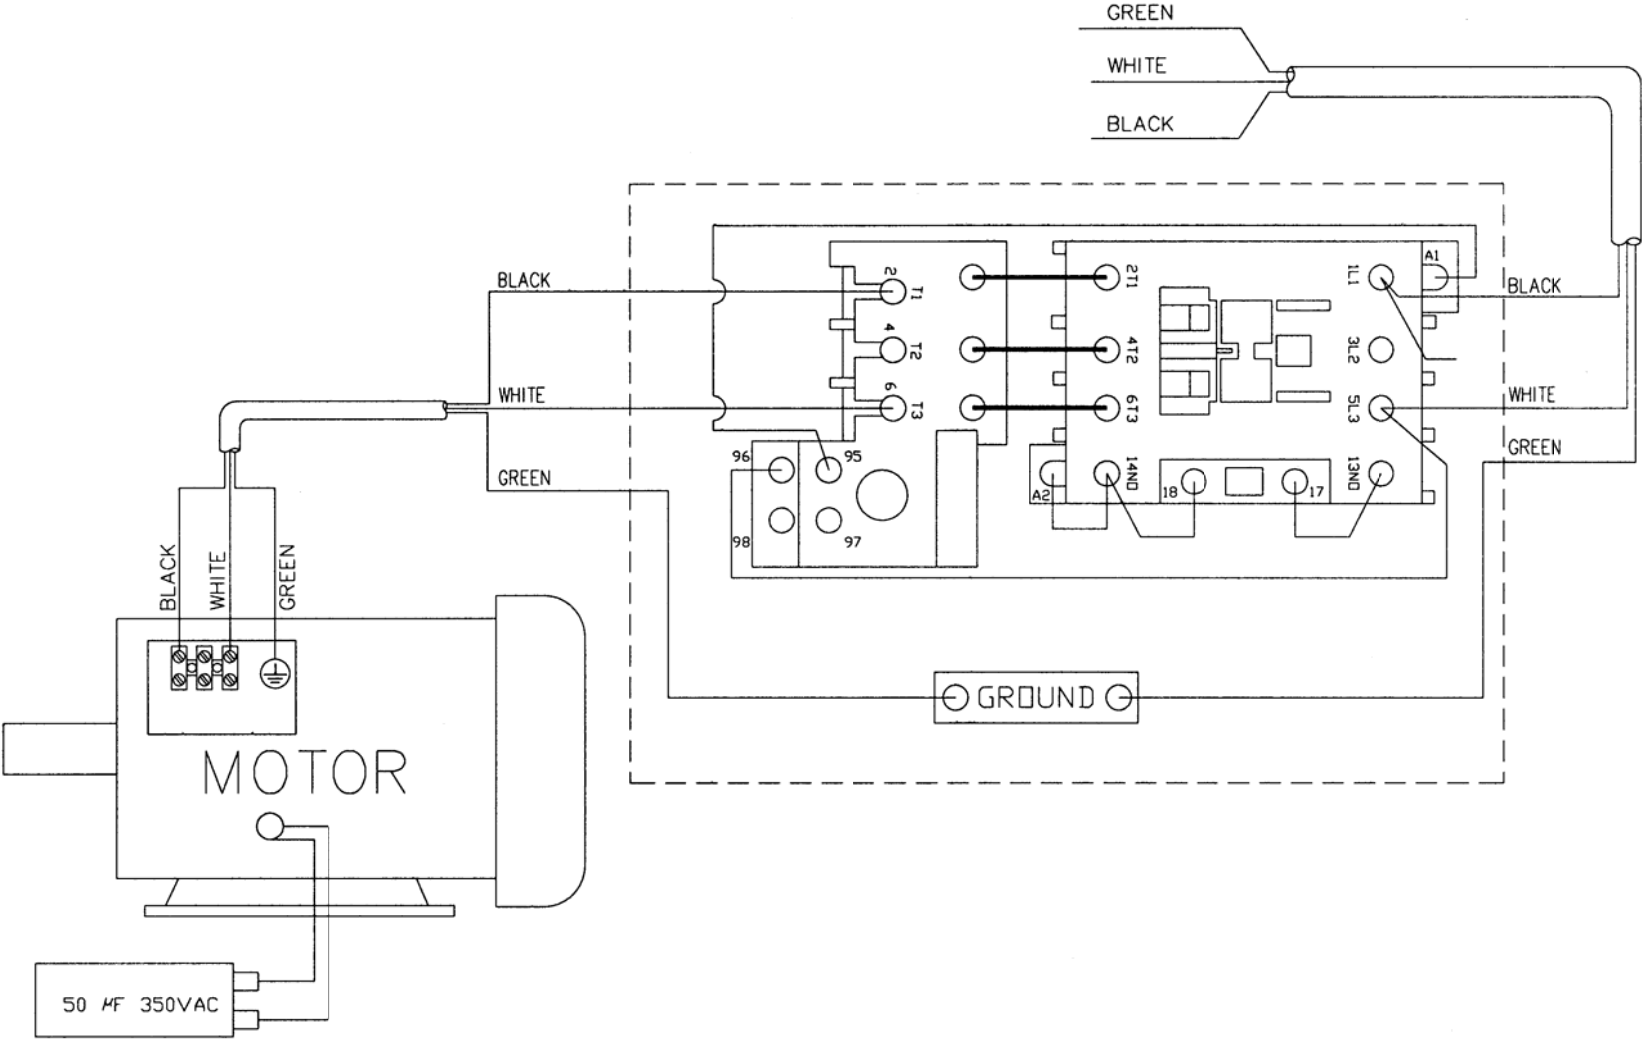 GREEN
WHITE
BLACK
A1
BLACK
2
T1
2T1
1L1
BLACK
4
T2
4T2
3L2
WHITE
6
T3
6T3
5L3
WHITE
GREEN
96
95
GREEN
A2
14NO
18
17
13NO
98
97
BLACK
WHITE
GREEN
GROUND
MOTOR
50 µF 350VAC